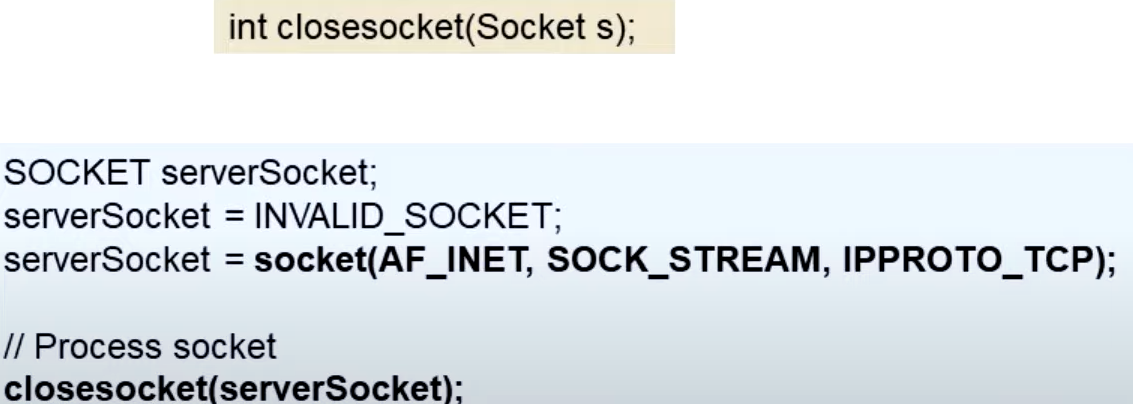 int closesocket(Socket s);
SOCKET serverSocket;
serverSocket = INVALID_SOCKET;
serverSocket = socket(AF_INET, SOCK_STREAM, IPPROTO_TCP);
// Process socket
closesocket(serverSocket);